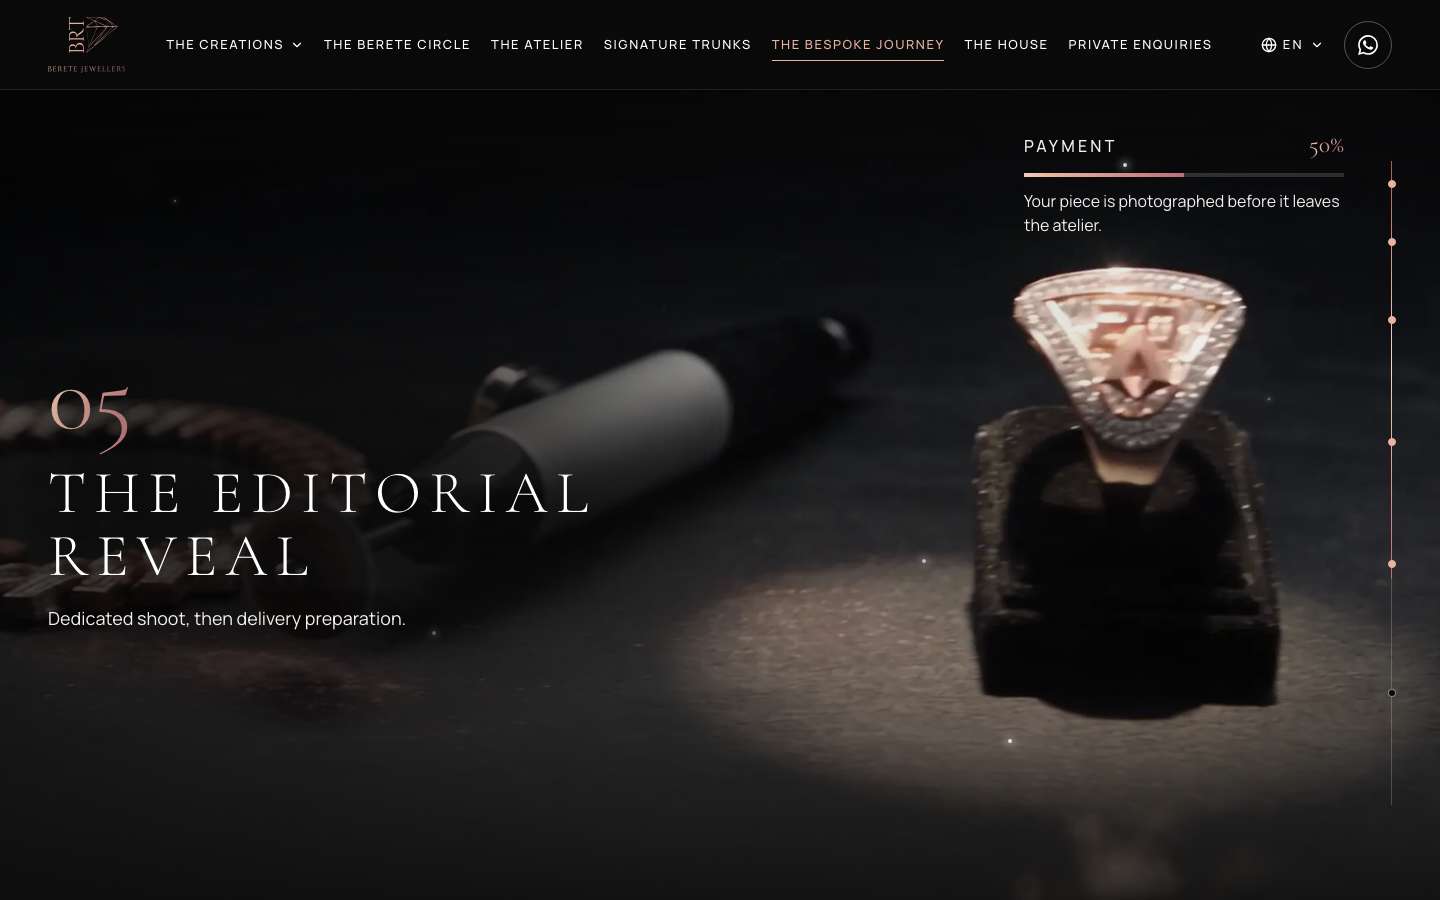 BRT
BERETE JEWELLERS
THE CREATIONS
THE BERETE CIRCLE
THE ATELIER
SIGNATURE TRUNKS
THE BESPOKE JOURNEY
THE HOUSE
PRIVATE ENQUIRIES
EN
PAYMENT 50%
Your piece is photographed before it leaves
the atelier.
05
THE EDITORIAL
REVEAL
Dedicated shoot, then delivery preparation.